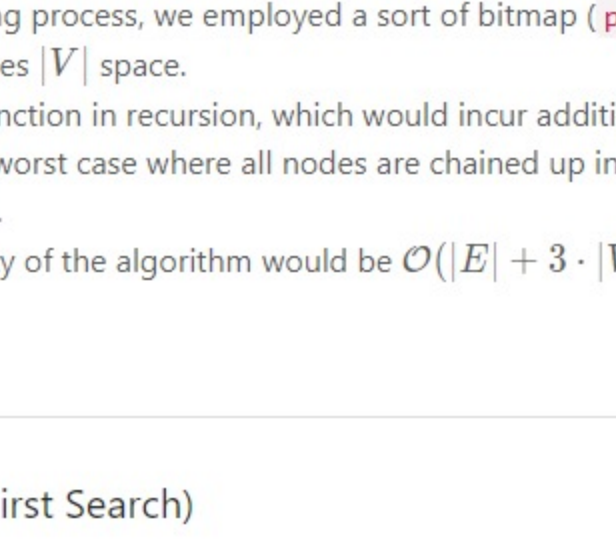 g process, we employed a sort of bitmap ( p
es |V| space.
nction in recursion, which would incur additi
worst case where all nodes are chained up in
.
y of the algorithm would be O(|E| + 3 · |V
irst Search)